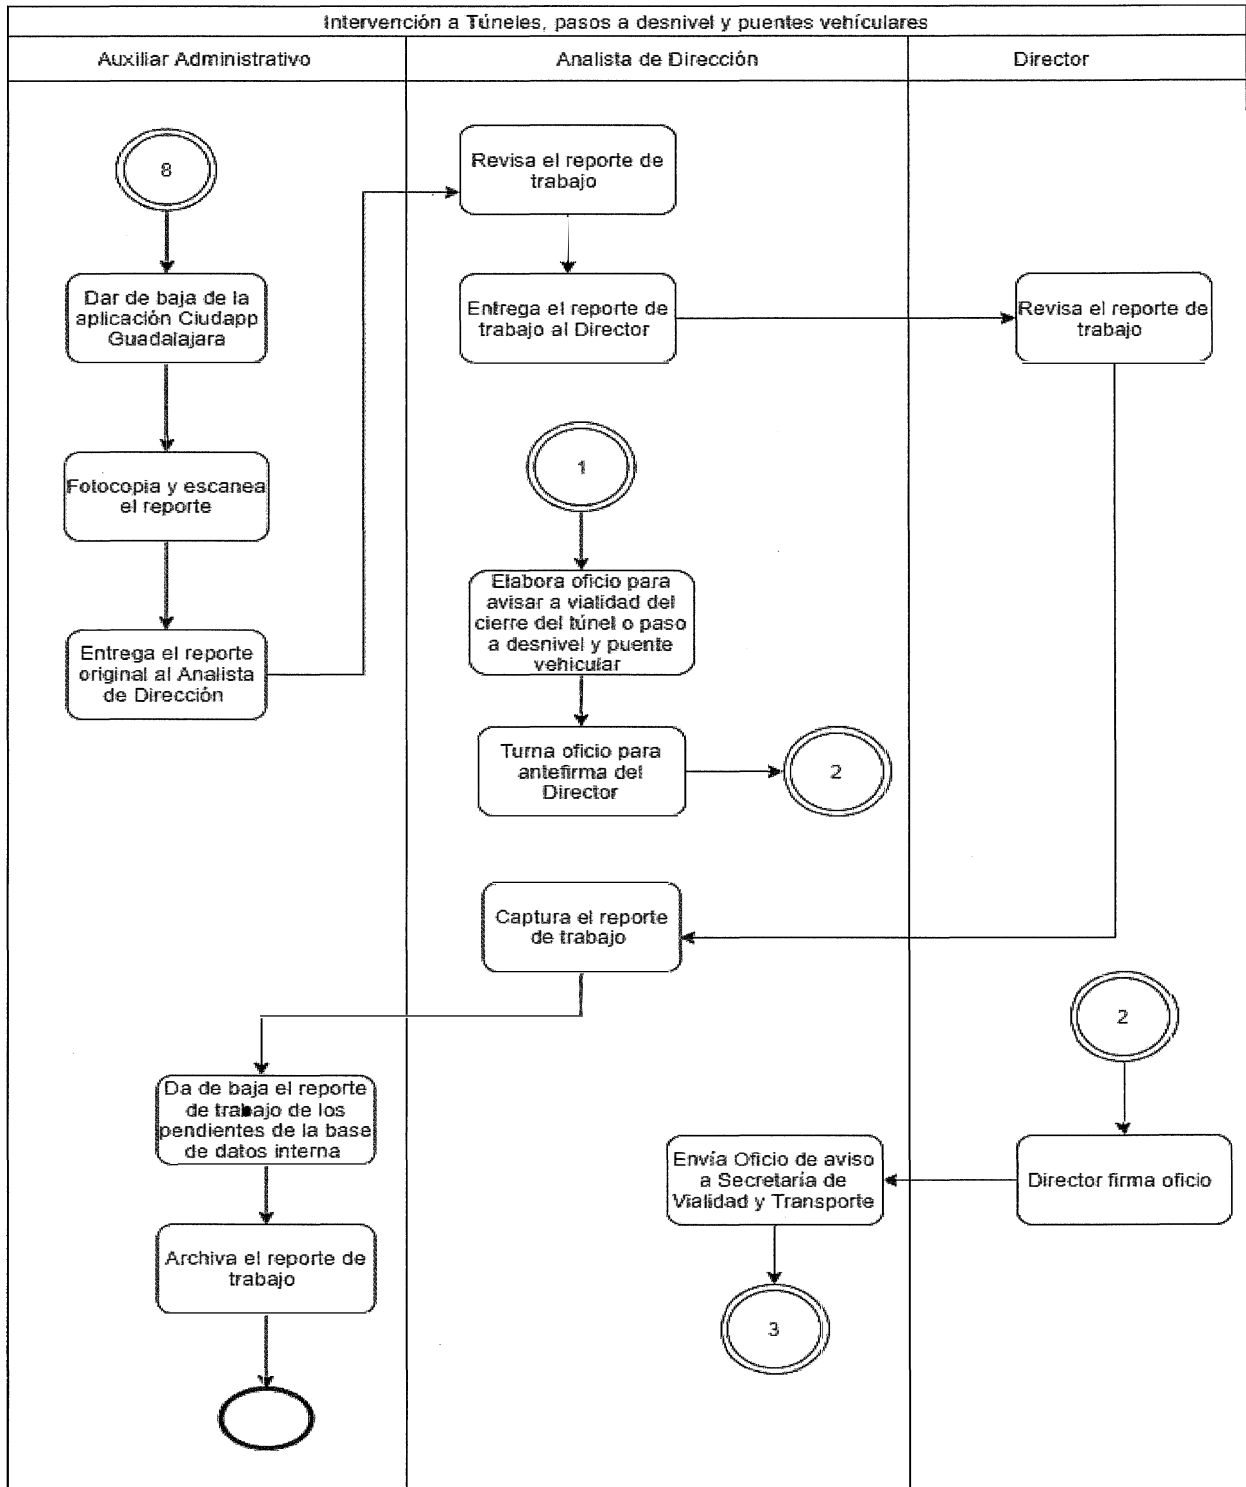 Intervención a Túneles, pasos a desnivel y puentes vehículares
Auxiliar Administrativo
Analista de Dirección
Director
8
Dar de baja de la
aplicación Ciudapp
Guadalajara
Fotocopia y escanea
el reporte
Entrega el reporte
original al Analista
de Dirección
Revisa el reporte de
trabajo
Entrega el reporte de
trabajo al Director
Revisa el reporte de
trabajo
1
Elabora oficio para
avisar a vialidad del
cierre del túnel o paso
a desnivel y puente
vehicular
Turna oficio para
antefirma del
Director
2
Captura el reporte
de trabajo
2
Da de baja el reporte
de trabajo de los
pendientes de la base
de datos interna
Envía Oficio de aviso
a Secretaría de
Vialidad y Transporte
Director firma oficio
Archiva el reporte de
trabajo
3